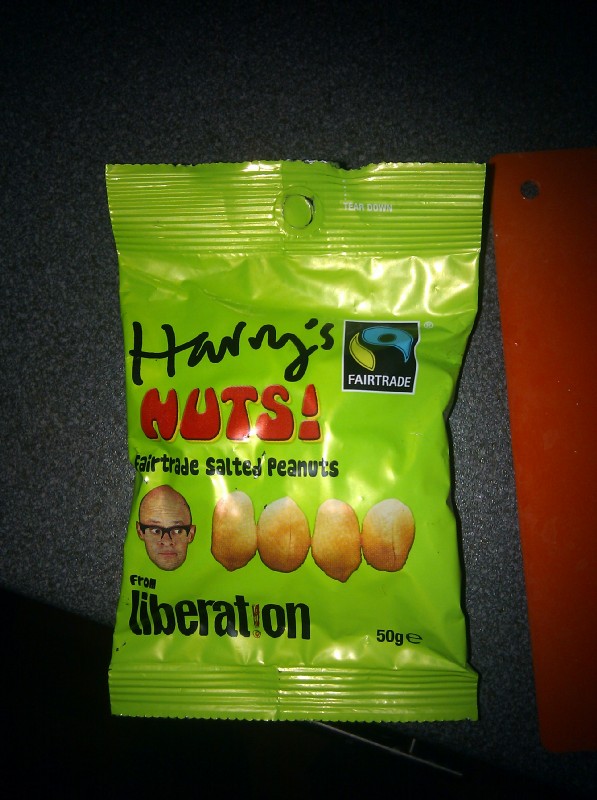 TEAR DOWN
Harry's
FAIRTRADE
NUTS!
Fairtrade Salted Peanuts
From
liberat!on
50g e